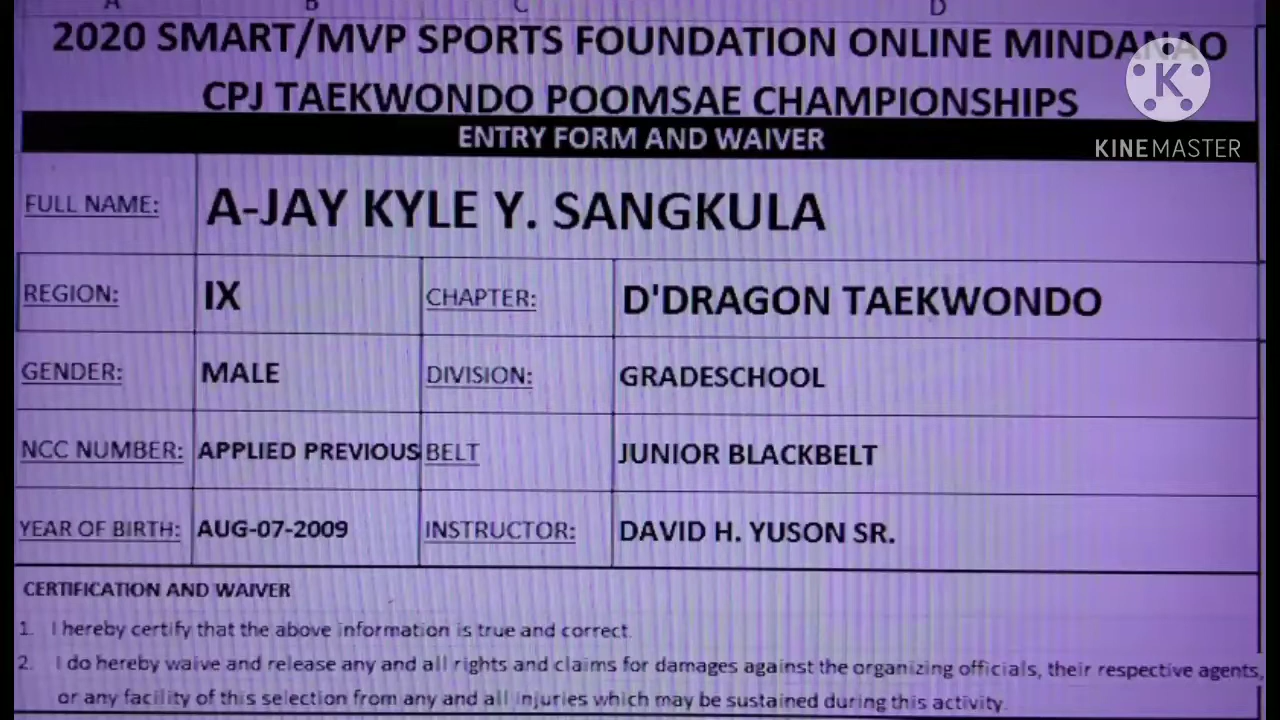 A B C D
2020 SMART/MVP SPORTS FOUNDATION ONLINE MINDANAO
CPJ TAEKWONDO POOMSAE CHAMPIONSHIPS
K
ENTRY FORM AND WAIVER
KINEMASTER
FULL NAME: A-JAY KYLE Y. SANGKULA
REGION: IX CHAPTER: D'DRAGON TAEKWONDO
GENDER: MALE DIVISION: GRADESCHOOL
NCC NUMBER: APPLIED PREVIOUS BELT JUNIOR BLACKBELT
YEAR OF BIRTH: AUG-07-2009 INSTRUCTOR: DAVID H. YUSON SR.
CERTIFICATION AND WAIVER
1. I hereby certify that the above information is true and correct.
2. I do hereby waive and release any and all rights and claims for damages against the organizing officials, their respective agents,
or any facility of this selection from any and all injuries which may be sustained during this activity.